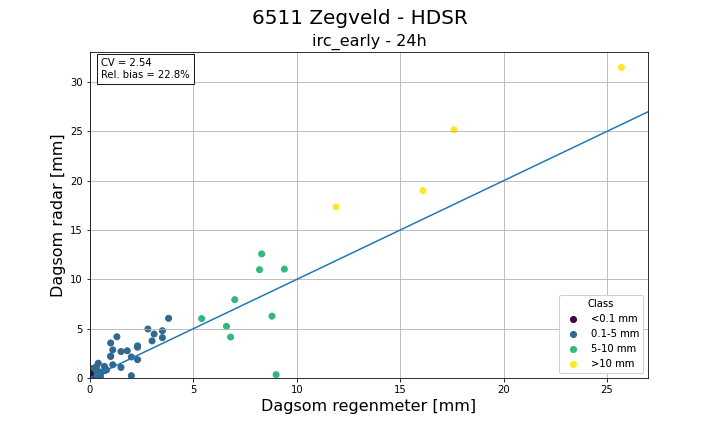 6511 Zegveld - HDSR
irc_early - 24h
CV = 2.54
Rel. bias = 22.8%
Dagsom radar [mm]
30
25
20
15
10
5
0
Class
<0.1 mm
0.1-5 mm
5-10 mm
>10 mm
0 5 10 15 20 25
Dagsom regenmeter [mm]